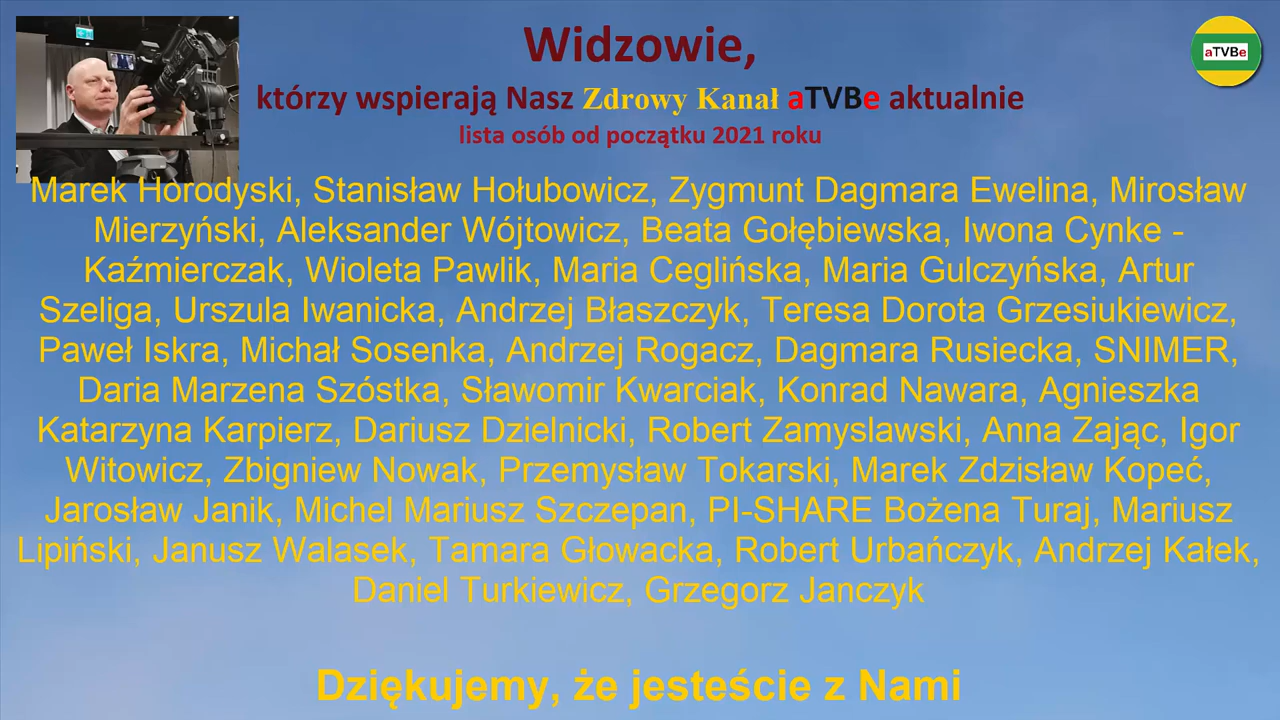 Widzowie,
aTVBe
którzy wspierają Nasz Zdrowy Kanał aTVBe aktualnie
lista osób od początku 2021 roku
Marek Horodyski, Stanisław Hołubowicz, Zygmunt Dagmara Ewelina, Mirosław
Mierzyński, Aleksander Wójtowicz, Beata Gołębiewska, Iwona Cynke -
Kaźmierczak, Wioleta Pawlik, Maria Ceglińska, Maria Gulczyńska, Artur
Szeliga, Urszula Iwanicka, Andrzej Błaszczyk, Teresa Dorota Grzesiukiewicz,
Paweł Iskra, Michał Sosenka, Andrzej Rogacz, Dagmara Rusiecka, SNIMER,
Daria Marzena Szóstka, Sławomir Kwarciak, Konrad Nawara, Agnieszka
Katarzyna Karpierz, Dariusz Dzielnicki, Robert Zamyslawski, Anna Zając, Igor
Witowicz, Zbigniew Nowak, Przemysław Tokarski, Marek Zdzisław Kopeć,
Jarosław Janik, Michel Mariusz Szczepan, PI-SHARE Bożena Turaj, Mariusz
Lipiński, Janusz Walasek, Tamara Głowacka, Robert Urbańczyk, Andrzej Kałek,
Daniel Turkiewicz, Grzegorz Janczyk
Dziękujemy, że jesteście z Nami